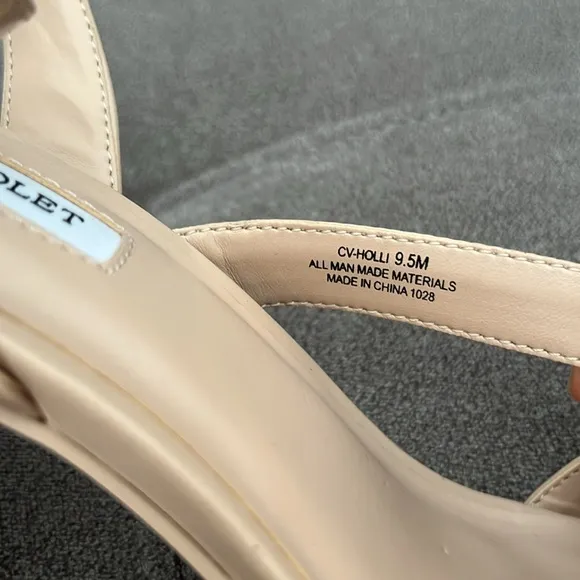 OLET
CV-HOLLI 9.5M
ALL MAN MADE MATERIALS
MADE IN CHINA 1028